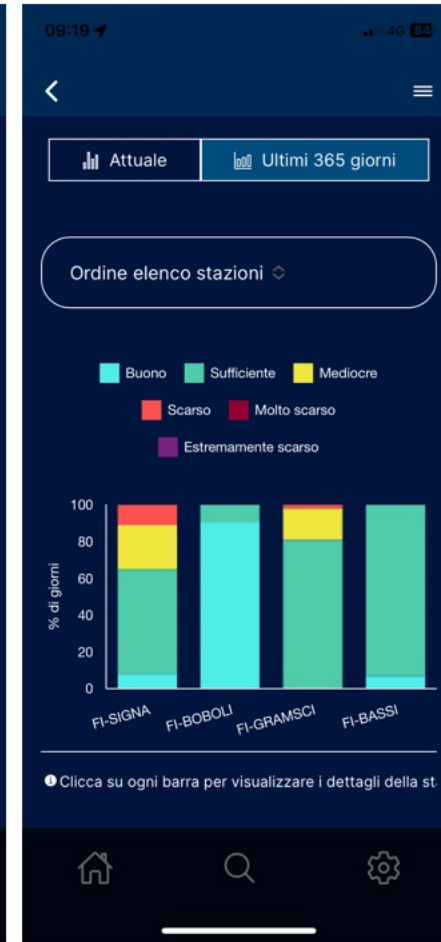 09:19
4G 84
Attuale
Ultimi 365 giorni
Ordine elenco stazioni
Buono Sufficiente Mediocre
Scarso Molto scarso
Estremamente scarso
% di giorni
100
80
60
40
20
0
FI-SIGNA FI-BOBOLI FI-GRAMSCI FI-BASSI
Clicca su ogni barra per visualizzare i dettagli della st